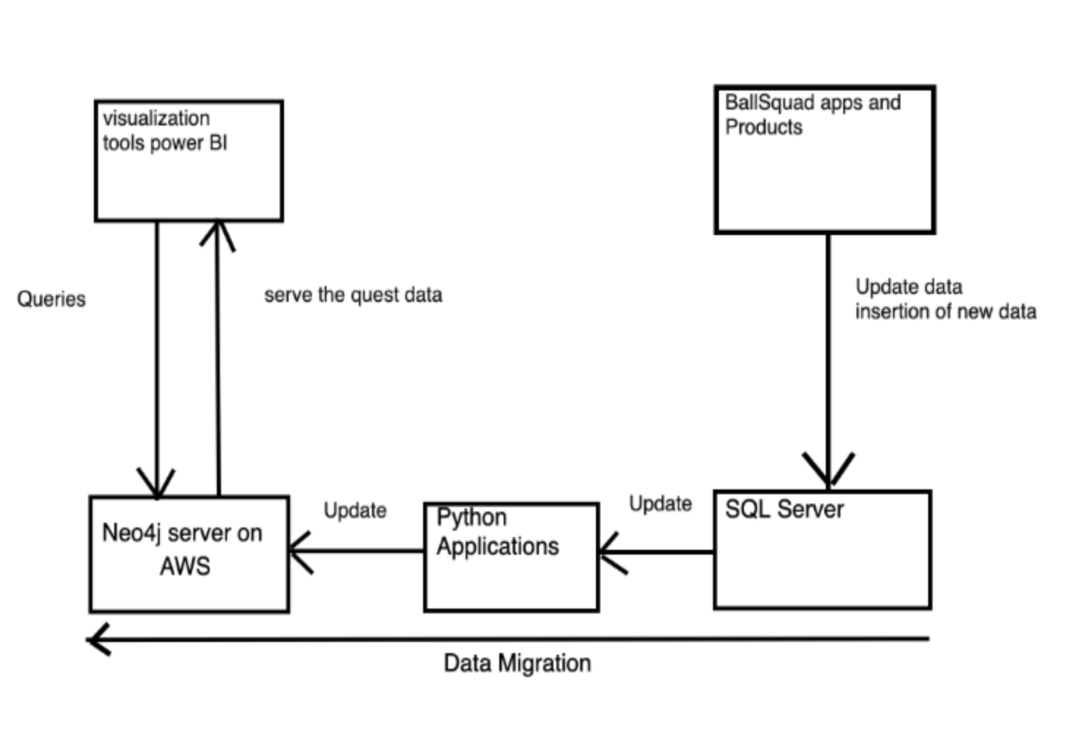 visualization
tools power BI
BallSquad apps and
Products
Queries
serve the quest data
Update data
insertion of new data
Neo4j server on
AWS
Update
Python
Applications
Update
SQL Server
Data Migration